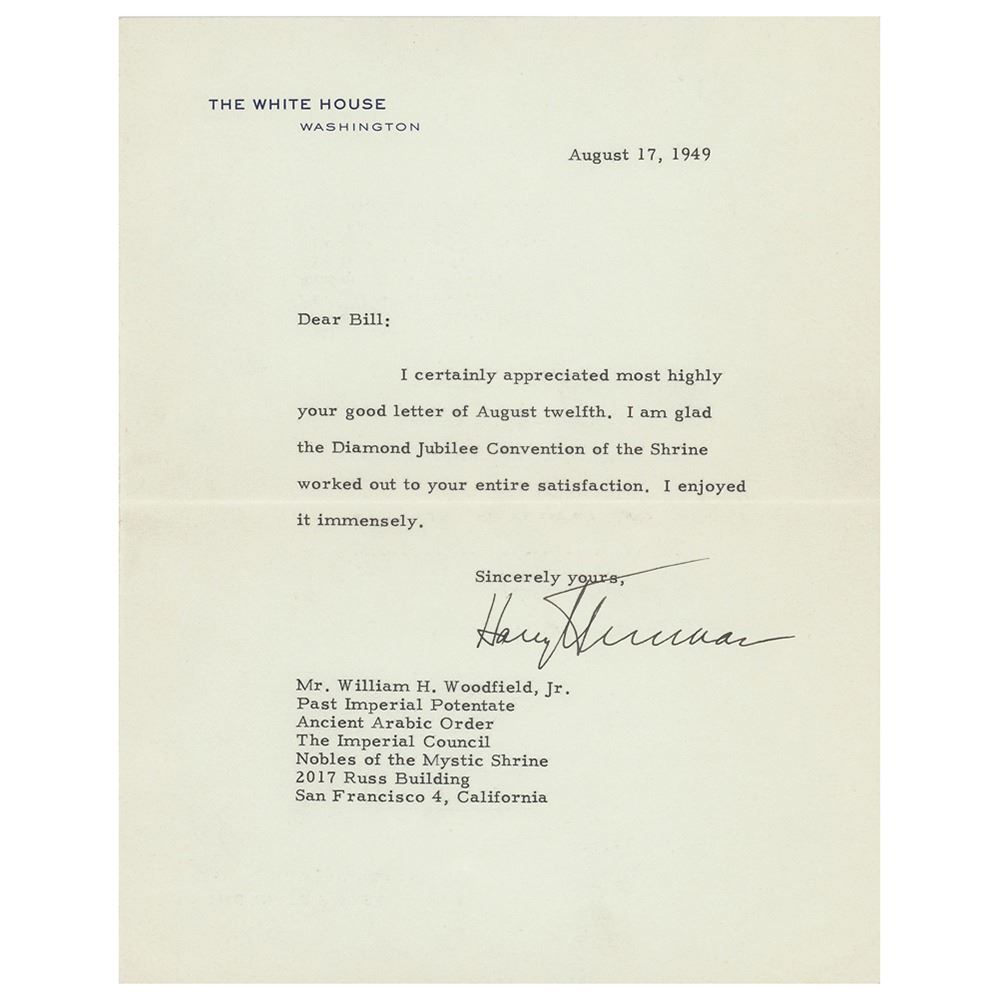 THE WHITE HOUSE
WASHINGTON
August 17, 1949
Dear Bill:
I certainly appreciated most highly
your good letter of August twelfth. I am glad
the Diamond Jubilee Convention of the Shrine
worked out to your entire satisfaction. I enjoyed
it immensely.
Sincerely yours,
Harry Truman
Mr. William H. Woodfield, Jr.
Past Imperial Potentate
Ancient Arabic Order
The Imperial Council
Nobles of the Mystic Shrine
2017 Russ Building
San Francisco 4, California